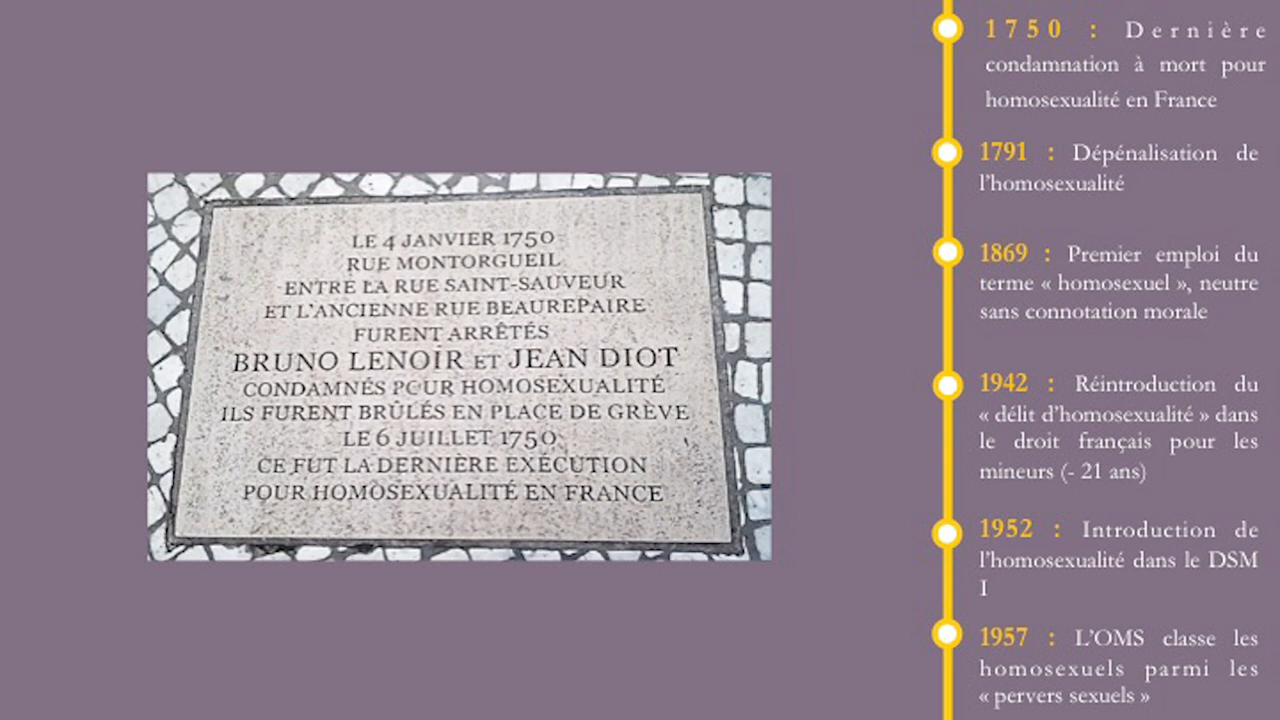 LE 4 JANVIER 1750
RUE MONTORGUEIL
ENTRE LA RUE SAINT-SAUVEUR
ET L'ANCIENNE RUE BEAUREPAIRE
FURENT ARRÊTÉS
BRUNO LENOIR ET JEAN DIOT
CONDAMNÉS POUR HOMOSEXUALITÉ
ILS FURENT BRÛLÉS EN PLACE DE GRÈVE
LE 6 JUILLET 1750
CE FUT LA DERNIÈRE EXÉCUTION
POUR HOMOSEXUALITÉ EN FRANCE
1750 : Dernière
condamnation à mort pour
homosexualité en France
1791 : Dépénalisation de
l'homosexualité
1869 : Premier emploi du
terme « homosexuel », neutre
sans connotation morale
1942 : Réintroduction du
« délit d'homosexualité » dans
le droit français pour les
mineurs (- 21 ans)
1952 : Introduction de
l'homosexualité dans le DSM
I
1957 : L'OMS classe les
homosexuels parmi les
« pervers sexuels »